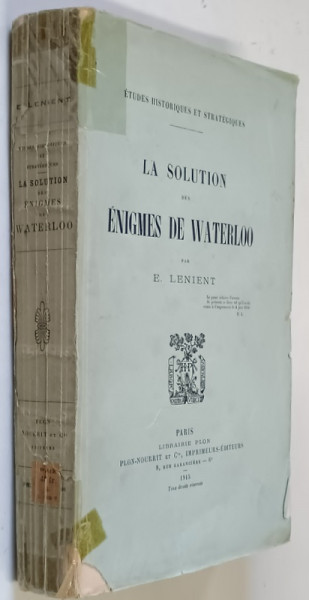 ÉTUDES HISTORIQUES ET STRATÉGIQUES
LA SOLUTION
DES
ÉNIGMES DE WATERLOO
PAR
E. LENIENT
E. L.
PARIS
LIBRAIRIE PLON
PLON-NOURRIT ET Cie, IMPRIMEURS-ÉDITEURS
8, RUE GARANCIÈRE — 6e
Tous droits réservés
E. LENIENT
LA SOLUTION
DES
ÉNIGMES
DE
WATERLOO
PLON
NOURRIT ET Cie